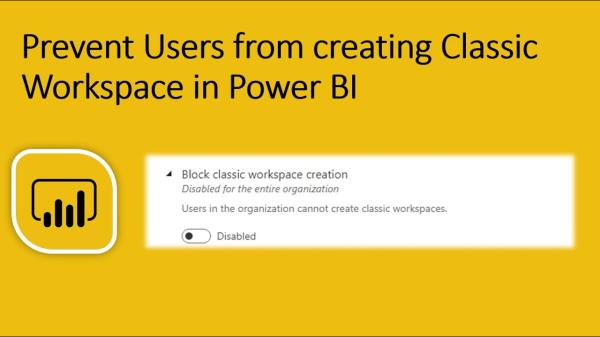 Prevent Users from creating Classic
Workspace in Power BI
Block classic workspace creation
Disabled for the entire organization
Users in the organization cannot create classic workspaces.
Disabled